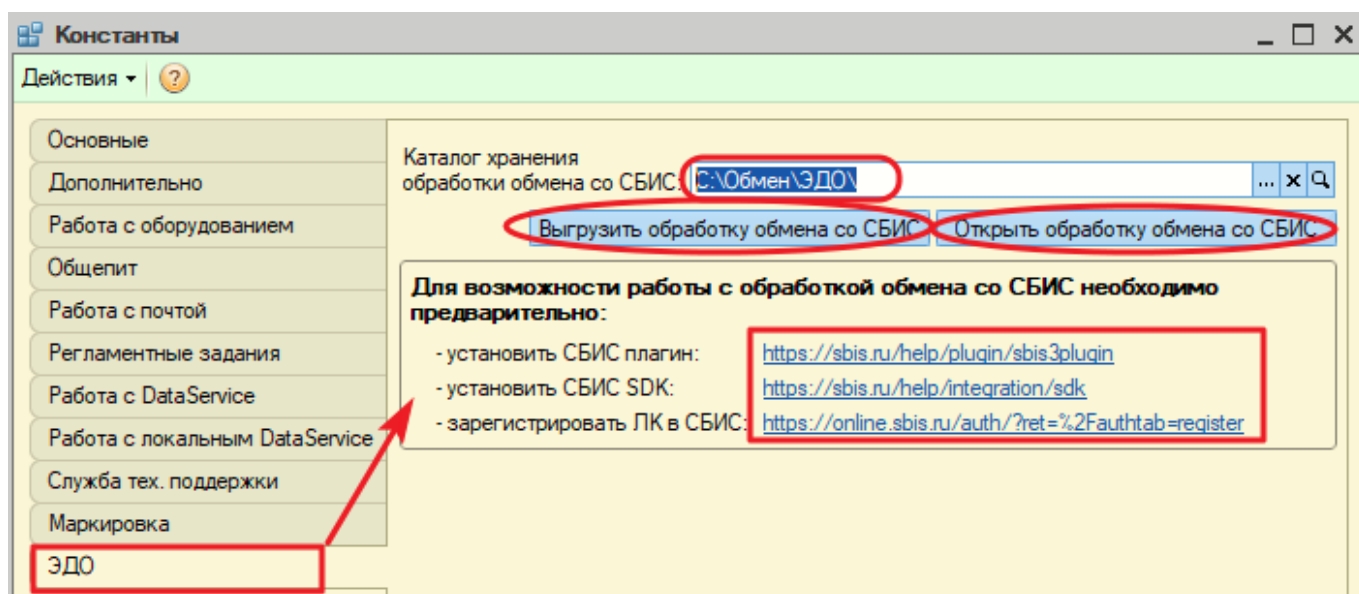 Константы
Действия
Основные
Дополнительно
Работа с оборудованием
Общепит
Работа с почтой
Регламентные задания
Работа с DataService
Работа с локальным DataService
Служба тех. поддержки
Маркировка
ЭДО
Каталог хранения
обработки обмена со СБИС: C:\Обмен\ЭДО\
Выгрузить обработку обмена со СБИС Открыть обработку обмена со СБИС
Для возможности работы с обработкой обмена со СБИС необходимо
предварительно:
- установить СБИС плагин: https://sbis.ru/help/plugin/sbis3plugin
- установить СБИС SDK: https://sbis.ru/help/integration/sdk
- зарегистрировать ЛК в СБИС: https://online.sbis.ru/auth/?ret=%2Fauthtab=register